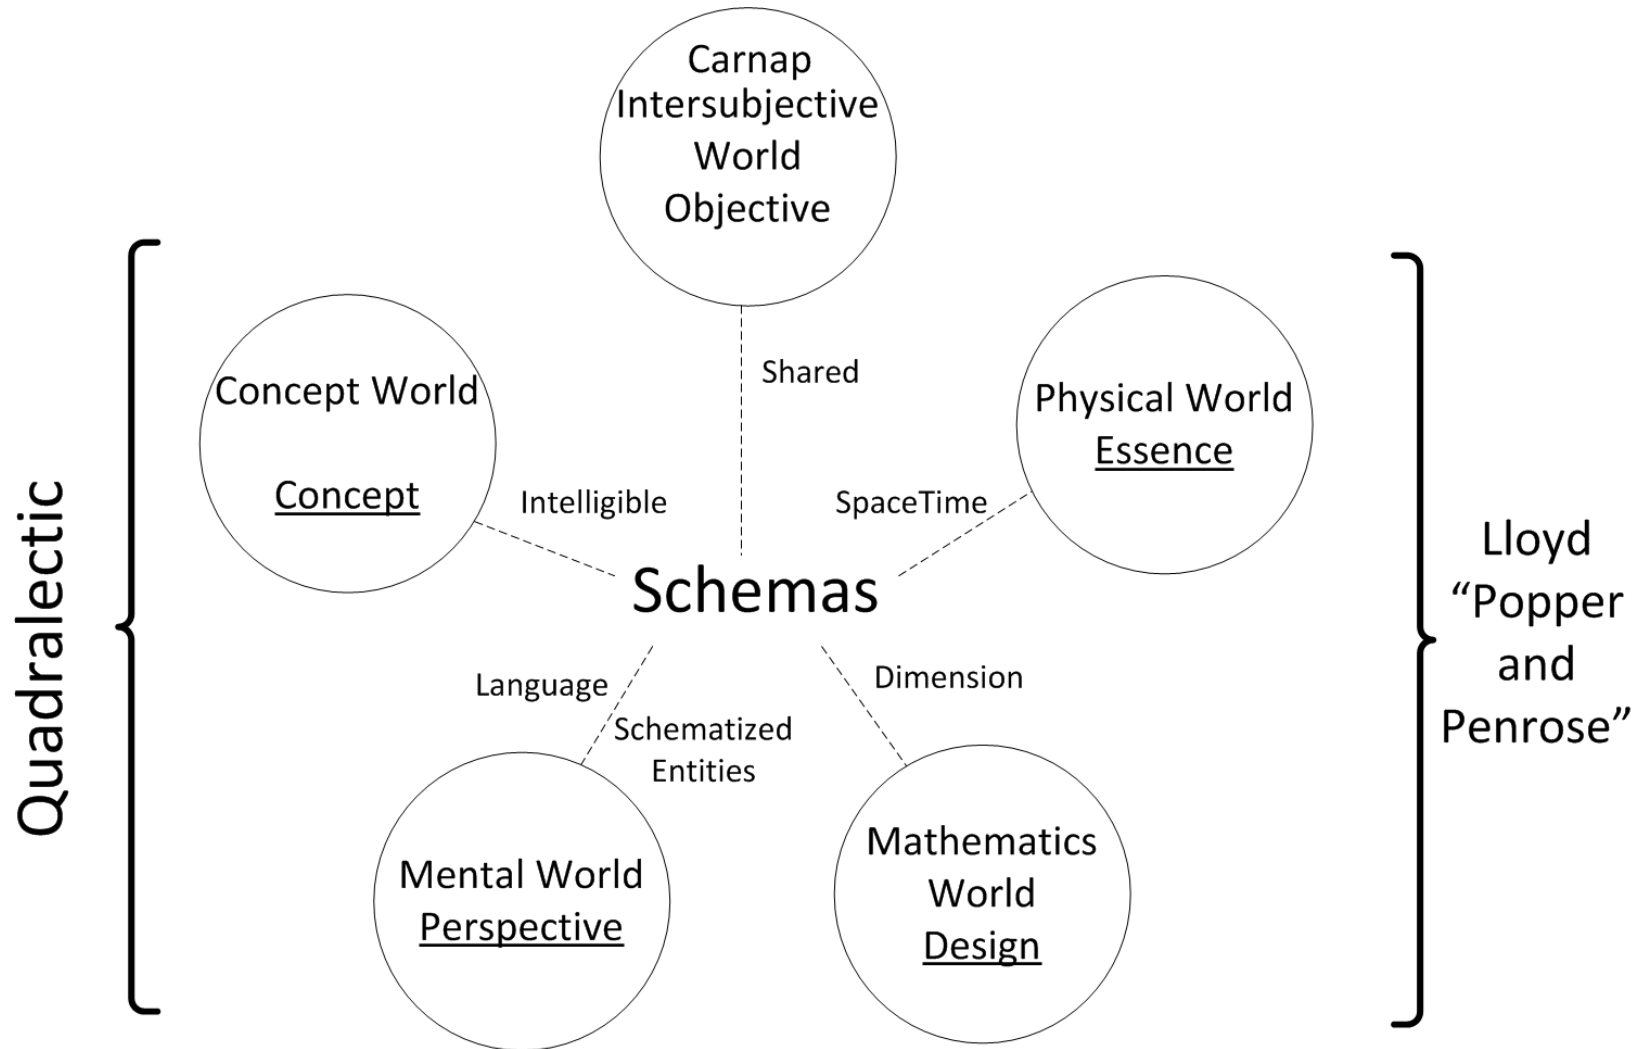 Carnap
Intersubjective
World
Objective
Shared
Concept World
Concept
Intelligible
Physical World
Essence
SpaceTime
Schemas
Language
Schematized
Entities
Dimension
Mental World
Perspective
Mathematics
World
Design
Quadralectic
Lloyd
“Popper
and
Penrose”